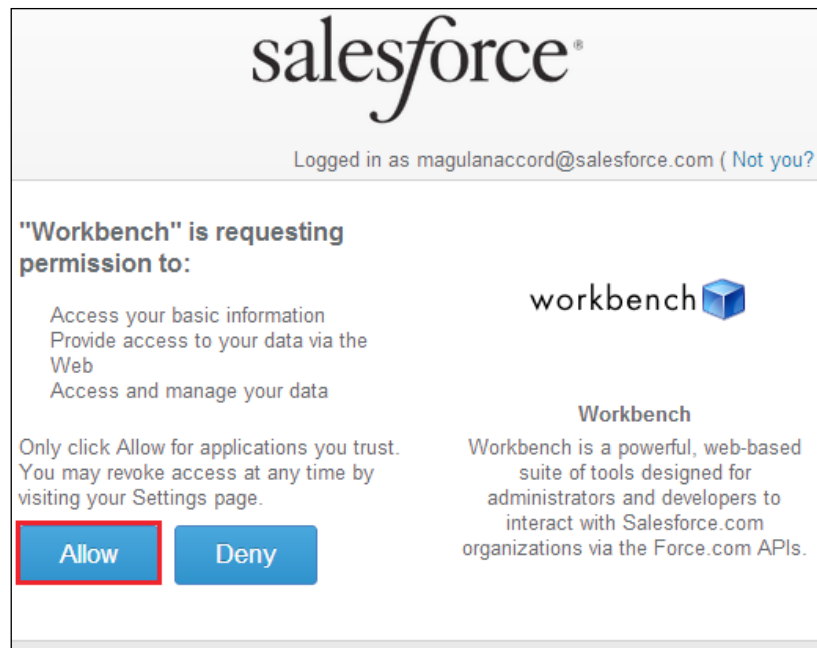 salesforce®
Logged in as magulanaccord@salesforce.com ( Not you?
"Workbench" is requesting
permission to:
Access your basic information
Provide access to your data via the
Web
Access and manage your data
Only click Allow for applications you trust.
You may revoke access at any time by
visiting your Settings page.
Allow
Deny
workbench
Workbench
Workbench is a powerful, web-based
suite of tools designed for
administrators and developers to
interact with Salesforce.com
organizations via the Force.com APIs.